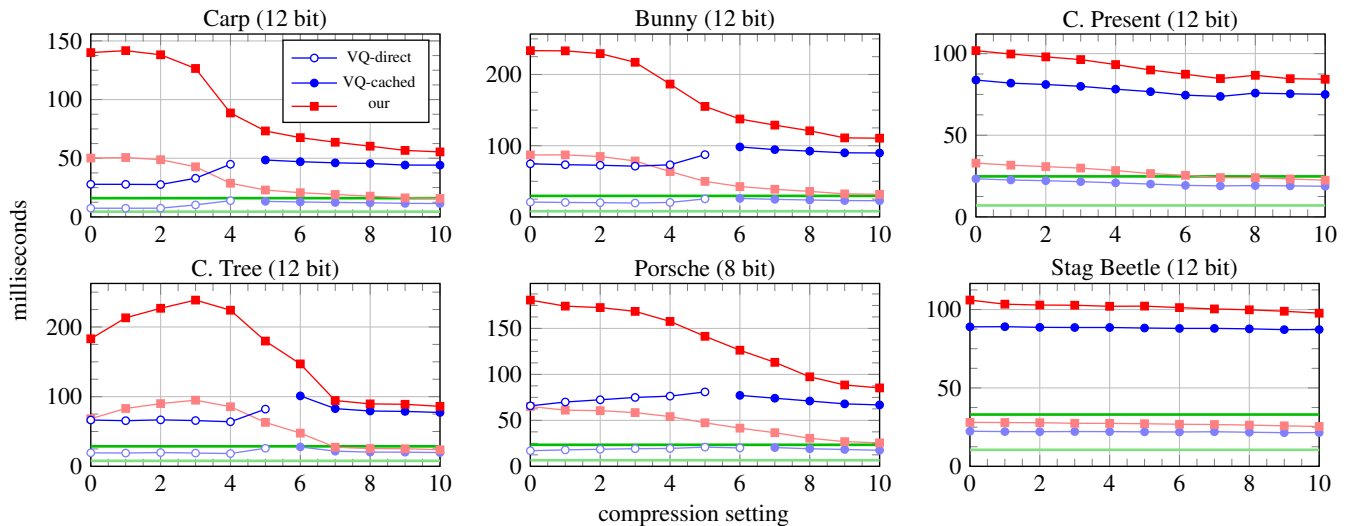 Carp (12 bit)
Bunny (12 bit)
C. Present (12 bit)
150
100
50
0
0 2 4 6 8 10
VQ-direct
VQ-cached
our
200
100
0
0 2 4 6 8 10
100
50
0
0 2 4 6 8 10
milliseconds
C. Tree (12 bit)
Porsche (8 bit)
Stag Beetle (12 bit)
200
100
0
0 2 4 6 8 10
150
100
50
0
0 2 4 6 8 10
100
50
0
0 2 4 6 8 10
compression setting